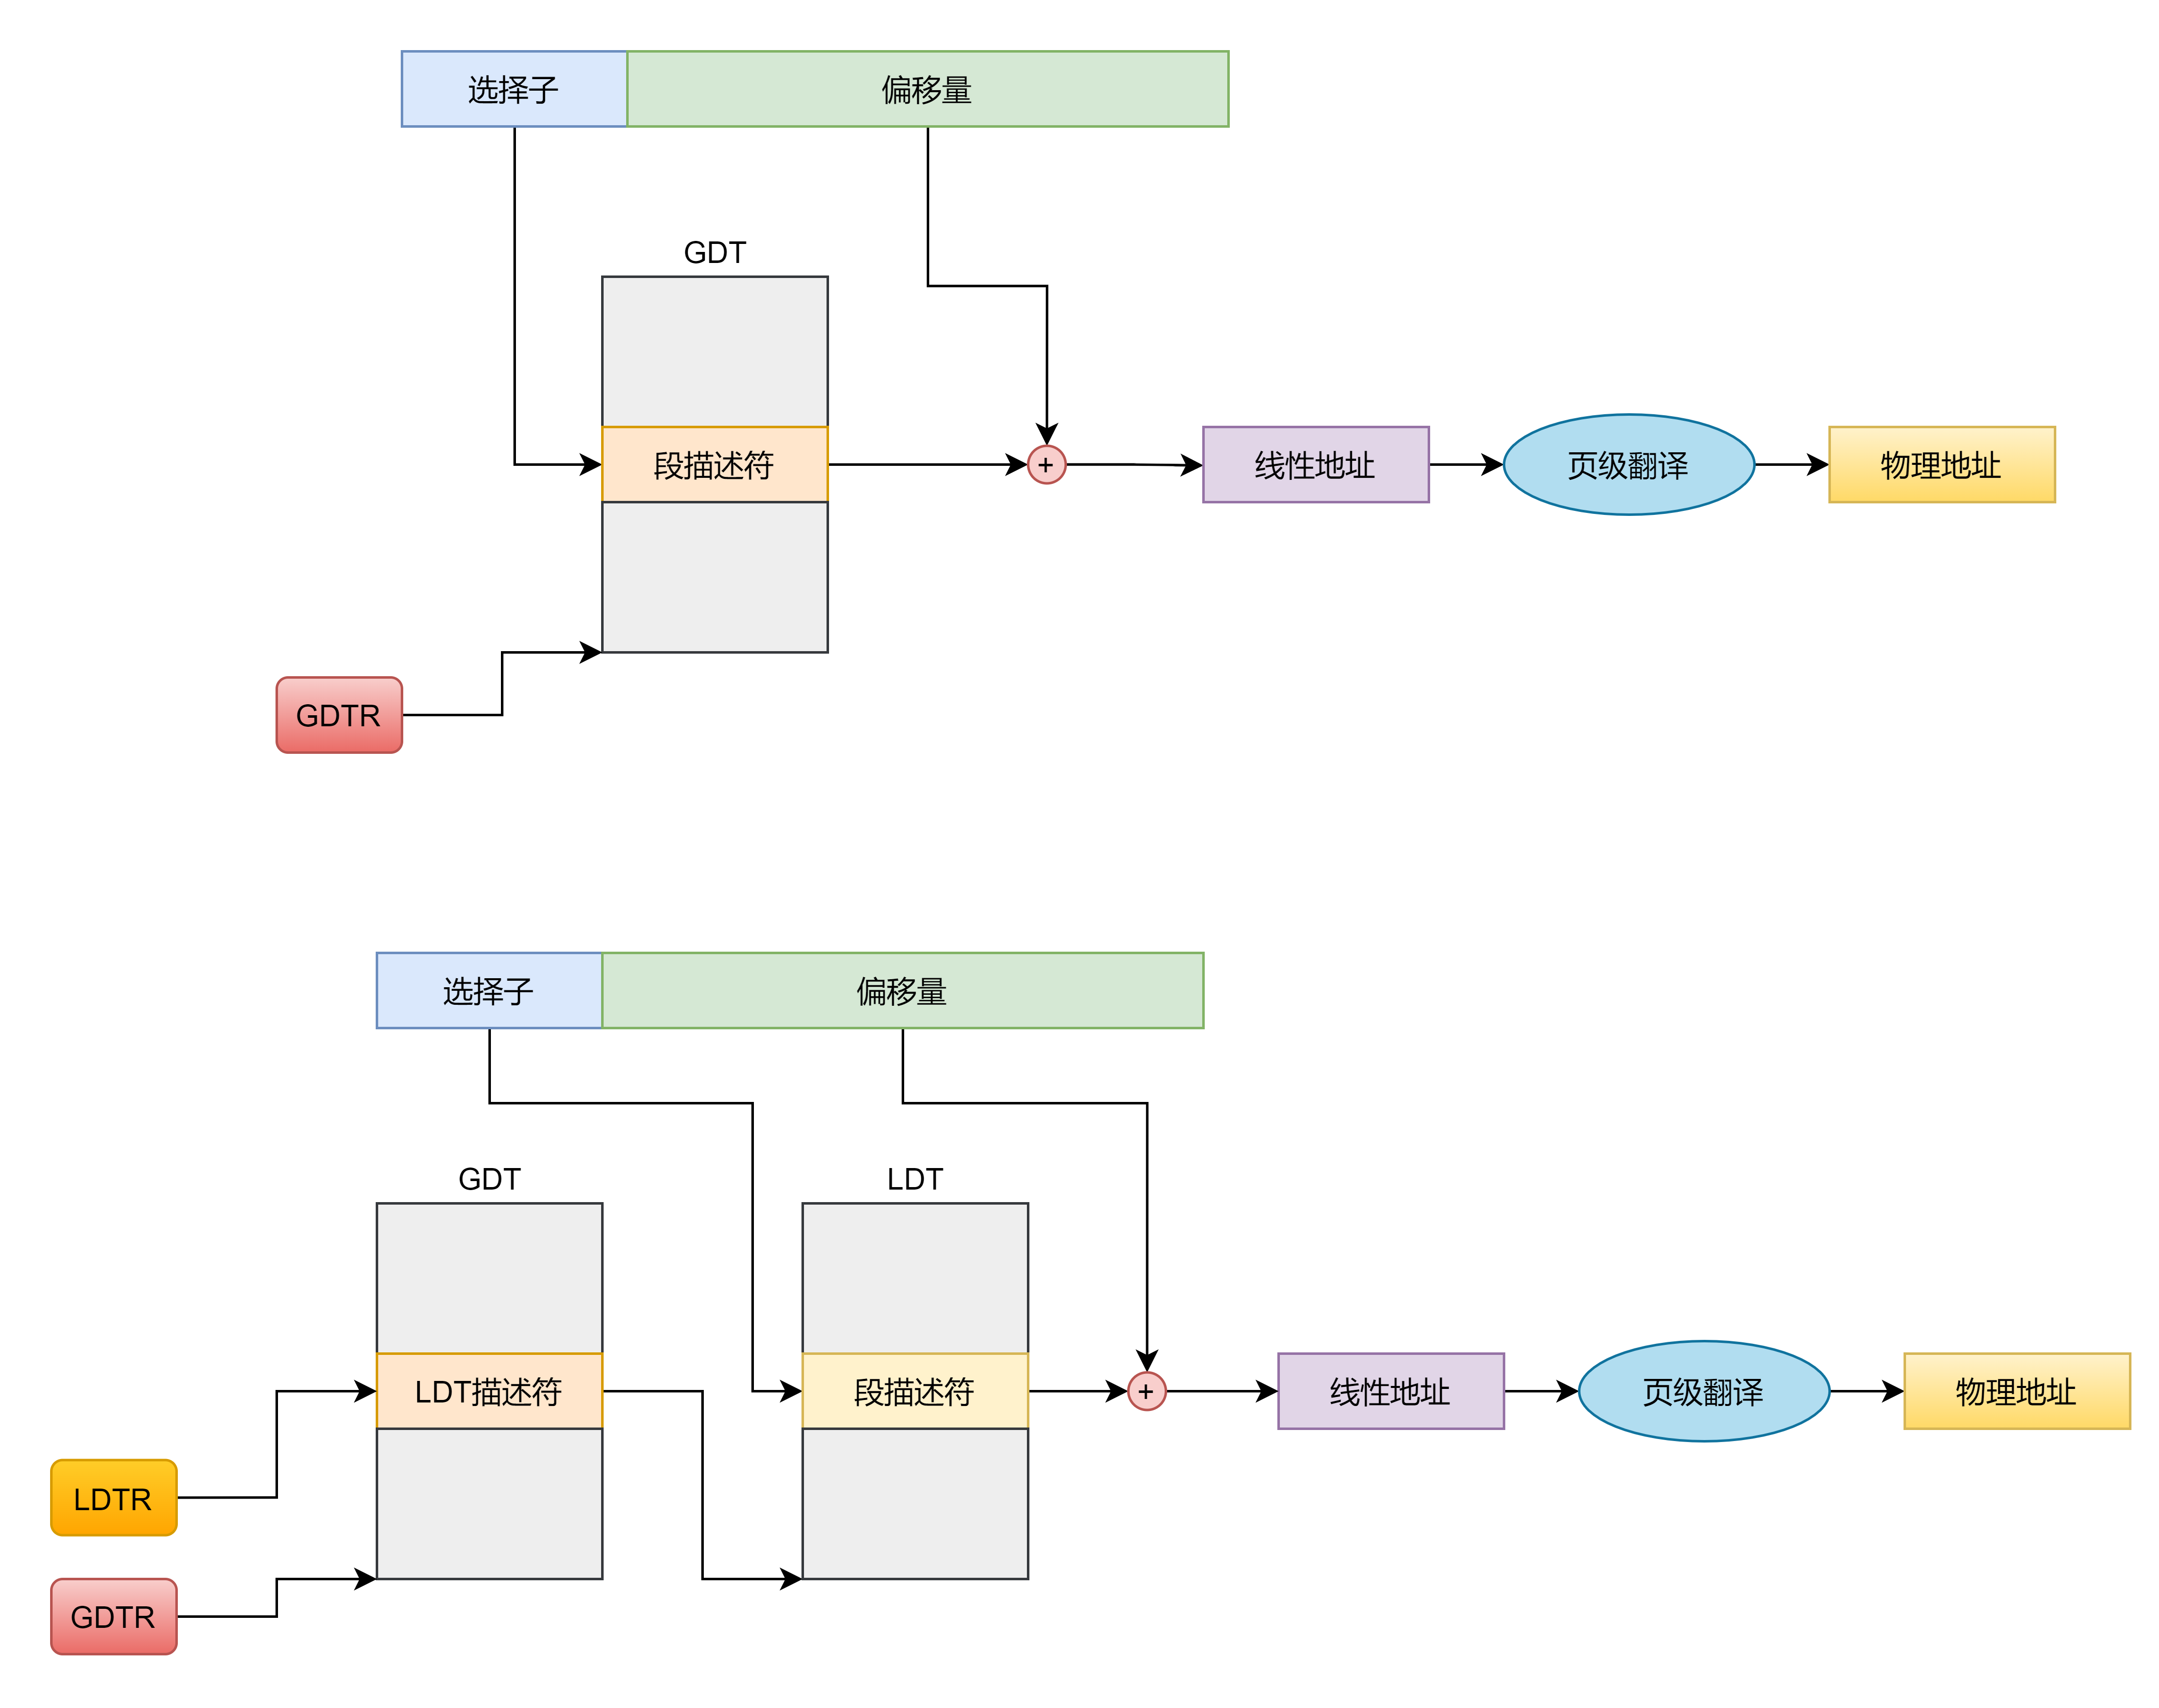 选择子
偏移量
GDT
段描述符
+
线性地址
页级翻译
物理地址
GDTR
选择子
偏移量
GDT
LDT
LDT描述符
段描述符
+
线性地址
页级翻译
物理地址
LDTR
GDTR